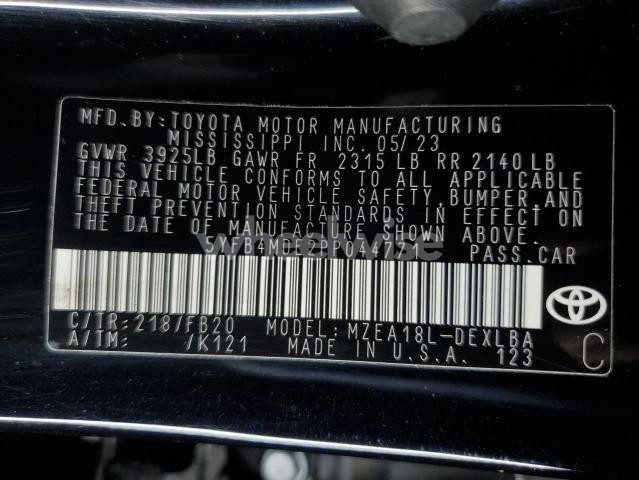 MFD. BY: TOYOTA MOTOR MANUFACTURING
MISSISSIPPI INC. 05/23
GVWR 3925LB GAWR FR 2315 LB RR 2140 LB
THIS VEHICLE CONFORMS TO ALL APPLICABLE
FEDERAL MOTOR VEHICLE SAFETY, BUMPER, AND
THEFT PREVENTION STANDARDS IN EFFECT ON
THE DATE OF MANUFACTURE SHOWN ABOVE.
PASS.CAR
C/TR: 218/FB20 MODEL: MZEA18L-DEXLBA
A/TM: /K121 MADE IN U.S.A. 123
C